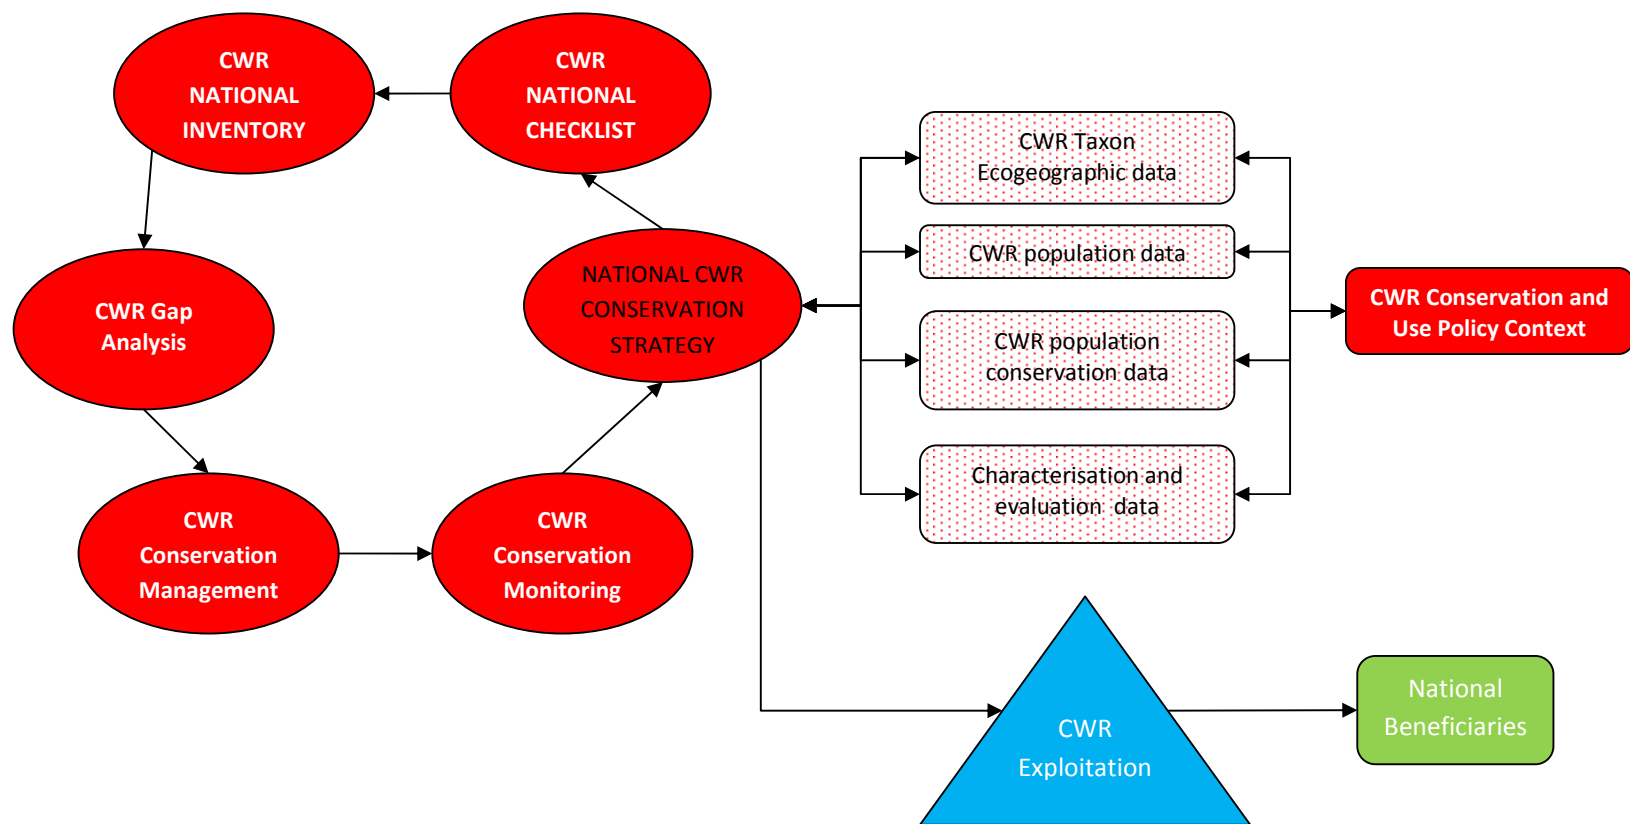 CWR
NATIONAL
INVENTORY
CWR
NATIONAL
CHECKLIST
CWR Taxon
Ecogeographic data
CWR population data
CWR population
conservation data
Characterisation and
evaluation data
NATIONAL CWR
CONSERVATION
STRATEGY
CWR Conservation and
Use Policy Context
CWR Gap
Analysis
CWR
Conservation
Management
CWR
Conservation
Monitoring
CWR
Exploitation
National
Beneficiaries